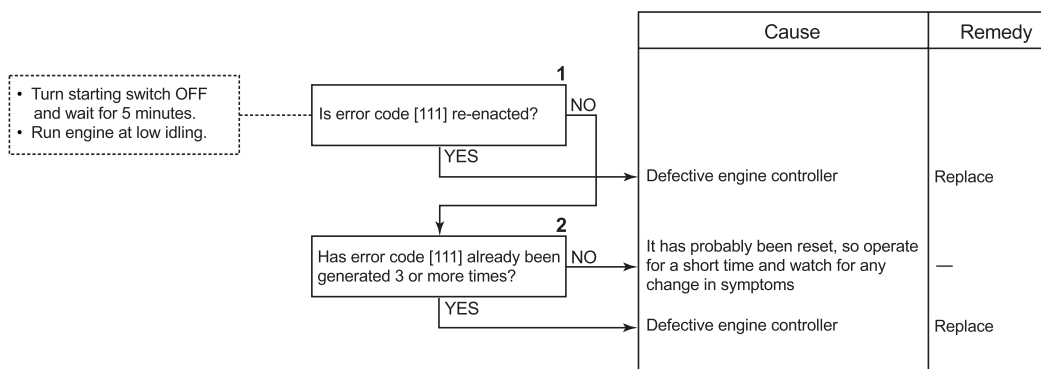 Cause
Remedy
• Turn starting switch OFF
and wait for 5 minutes.
• Run engine at low idling.
1
Is error code [111] re-enacted?
NO
YES
Defective engine controller
Replace
2
Has error code [111] already been
generated 3 or more times?
NO
It has probably been reset, so operate
for a short time and watch for any
change in symptoms
—
YES
Defective engine controller
Replace